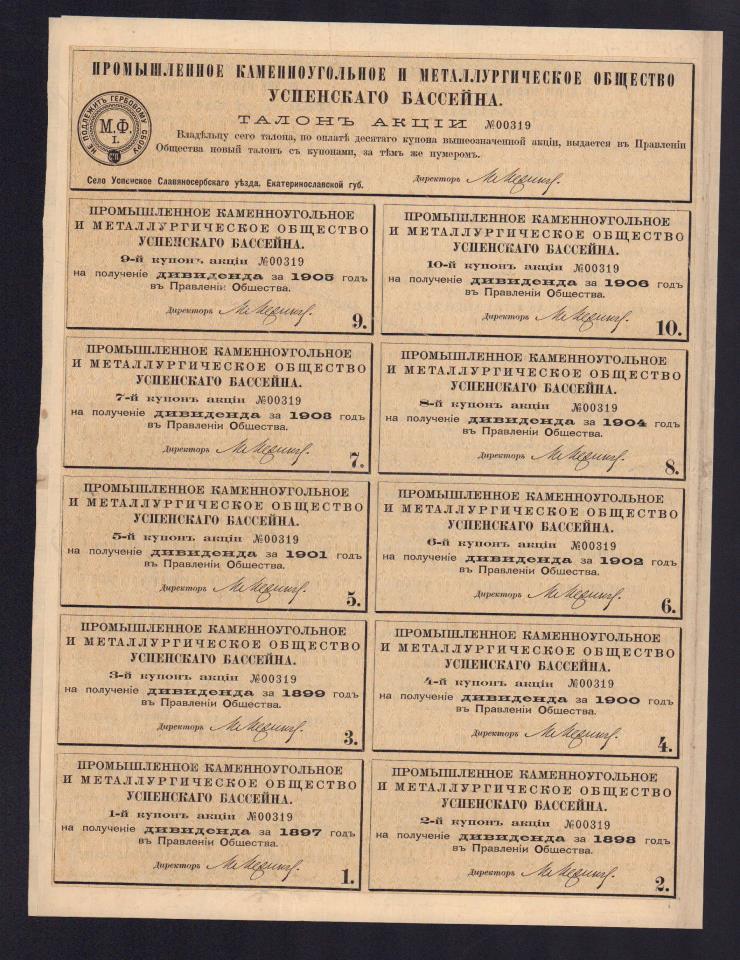 ПРОМЫШЛЕННОЕ КАМЕННОУГОЛЬНОЕ И МЕТАЛЛУРГИЧЕСКОЕ ОБЩЕСТВО
УСПЕНСКАГО БАССЕЙНА.
ТАЛОНЪ АКЦІИ №00319
НЕ ПОДЛЕЖИТЪ ГЕРБОВОМУ СБОРУ
М.Ф.
I.
Владѣльцу сего талона, по оплатѣ десятаго купона вышеозначенной акціи, выдается въ Правленіи
Общества новый талонъ съ купонами, за тѣмъ же нумеромъ.
Село Успенское Славяносербскаго уѣзда, Екатеринославской губ.
Директоръ
ПРОМЫШЛЕННОЕ КАМЕННОУГОЛЬНОЕ
И МЕТАЛЛУРГИЧЕСКОЕ ОБЩЕСТВО
УСПЕНСКАГО БАССЕЙНА.
9-й купонъ акціи №00319
на полученіе дивиденда за 1905 годъ
въ Правленіи Общества.
Директоръ
9.
ПРОМЫШЛЕННОЕ КАМЕННОУГОЛЬНОЕ
И МЕТАЛЛУРГИЧЕСКОЕ ОБЩЕСТВО
УСПЕНСКАГО БАССЕЙНА.
10-й купонъ акціи №00319
на полученіе дивиденда за 1906 годъ
въ Правленіи Общества.
Директоръ
10.
ПРОМЫШЛЕННОЕ КАМЕННОУГОЛЬНОЕ
И МЕТАЛЛУРГИЧЕСКОЕ ОБЩЕСТВО
УСПЕНСКАГО БАССЕЙНА.
7-й купонъ акціи №00319
на полученіе дивиденда за 1903 годъ
въ Правленіи Общества.
Директоръ
7.
ПРОМЫШЛЕННОЕ КАМЕННОУГОЛЬНОЕ
И МЕТАЛЛУРГИЧЕСКОЕ ОБЩЕСТВО
УСПЕНСКАГО БАССЕЙНА.
8-й купонъ акціи №00319
на полученіе дивиденда за 1904 годъ
въ Правленіи Общества.
Директоръ
8.
ПРОМЫШЛЕННОЕ КАМЕННОУГОЛЬНОЕ
И МЕТАЛЛУРГИЧЕСКОЕ ОБЩЕСТВО
УСПЕНСКАГО БАССЕЙНА.
5-й купонъ акціи №00319
на полученіе дивиденда за 1901 годъ
въ Правленіи Общества.
Директоръ
5.
ПРОМЫШЛЕННОЕ КАМЕННОУГОЛЬНОЕ
И МЕТАЛЛУРГИЧЕСКОЕ ОБЩЕСТВО
УСПЕНСКАГО БАССЕЙНА.
6-й купонъ акціи №00319
на полученіе дивиденда за 1902 годъ
въ Правленіи Общества.
Директоръ
6.
ПРОМЫШЛЕННОЕ КАМЕННОУГОЛЬНОЕ
И МЕТАЛЛУРГИЧЕСКОЕ ОБЩЕСТВО
УСПЕНСКАГО БАССЕЙНА.
3-й купонъ акціи №00319
на полученіе дивиденда за 1899 годъ
въ Правленіи Общества.
Директоръ
3.
ПРОМЫШЛЕННОЕ КАМЕННОУГОЛЬНОЕ
И МЕТАЛЛУРГИЧЕСКОЕ ОБЩЕСТВО
УСПЕНСКАГО БАССЕЙНА.
4-й купонъ акціи №00319
на полученіе дивиденда за 1900 годъ
въ Правленіи Общества.
Директоръ
4.
ПРОМЫШЛЕННОЕ КАМЕННОУГОЛЬНОЕ
И МЕТАЛЛУРГИЧЕСКОЕ ОБЩЕСТВО
УСПЕНСКАГО БАССЕЙНА.
1-й купонъ акціи №00319
на полученіе дивиденда за 1897 годъ
въ Правленіи Общества.
Директоръ
1.
ПРОМЫШЛЕННОЕ КАМЕННОУГОЛЬНОЕ
И МЕТАЛЛУРГИЧЕСКОЕ ОБЩЕСТВО
УСПЕНСКАГО БАССЕЙНА.
2-й купонъ акціи №00319
на полученіе дивиденда за 1898 годъ
въ Правленіи Общества.
Директоръ
2.